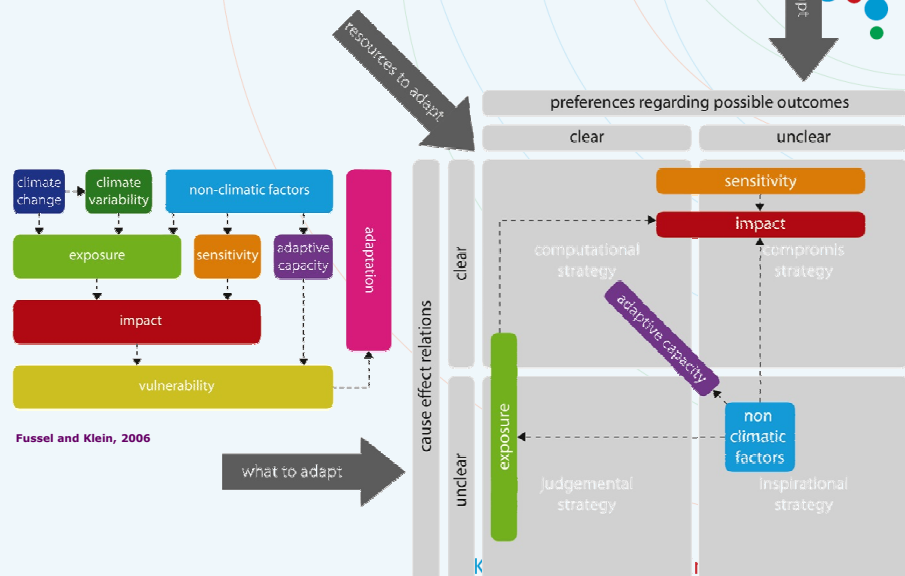 pt
resources to adapt
preferences regarding possible outcomes
clear
unclear
climate
change
climate
variability
non-climatic factors
adaptation
exposure
sensitivity
adaptive
capacity
impact
vulnerability
Fussel and Klein, 2006
what to adapt
cause effect relations
clear
unclear
sensitivity
impact
computational
strategy
compromis
strategy
adaptive capacity
exposure
non
climatic
factors
Judgemental
strategy
Inspirational
strategy
K